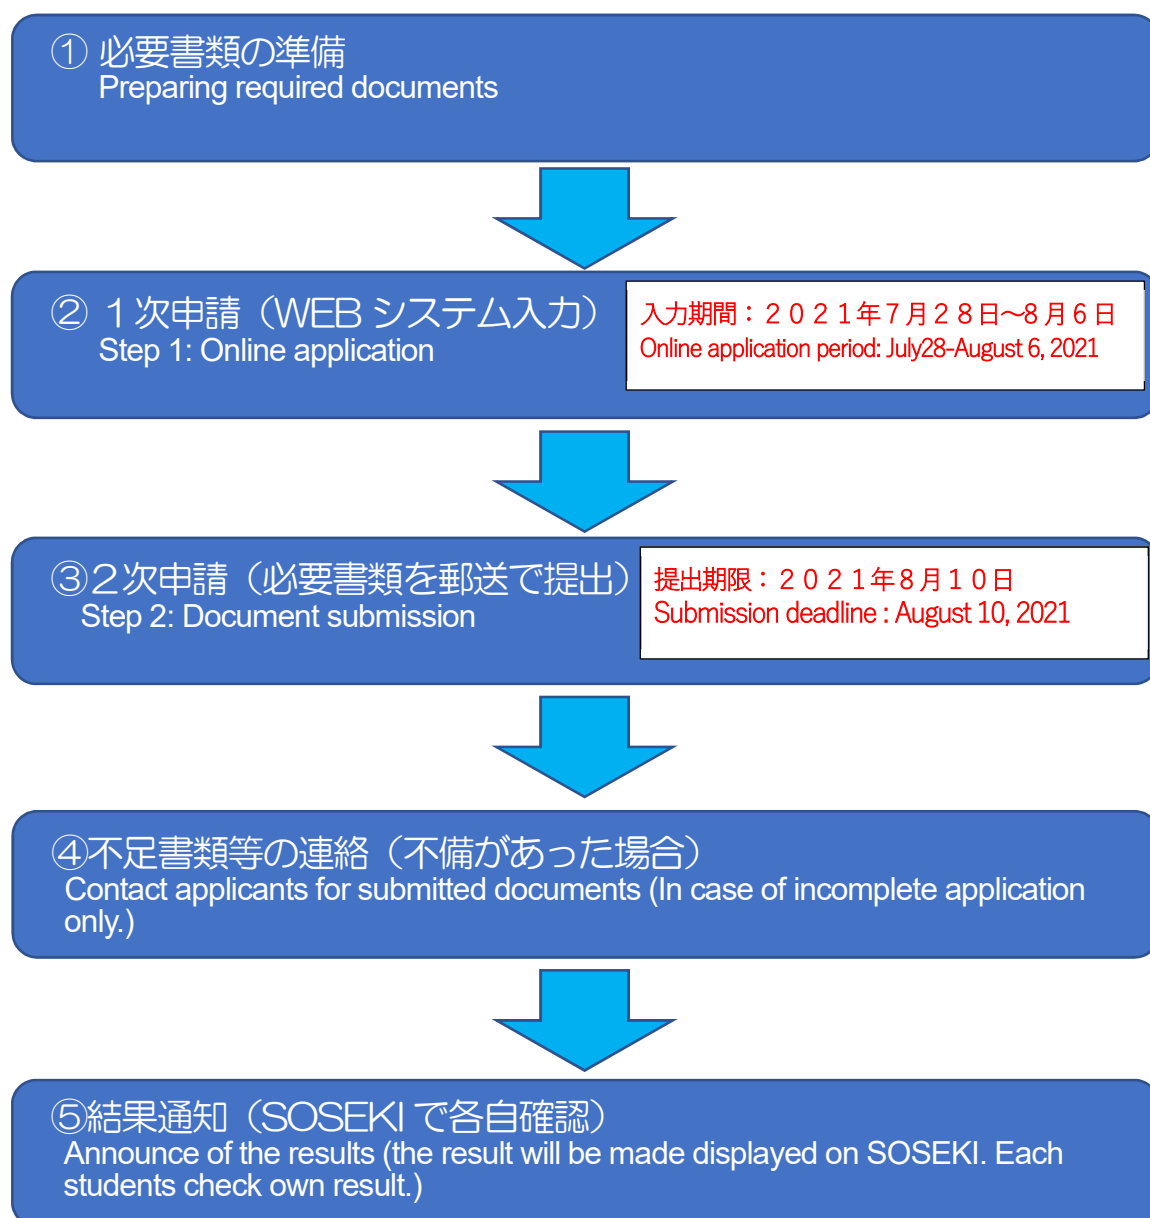 ① 必要書類の準備
Preparing required documents
② １次申請（WEB システム入力）
Step 1: Online application
入力期間：２０２１年７月２８日～8 月 6 日
Online application period: July28-August 6, 2021
③２次申請（必要書類を郵送で提出）
Step 2: Document submission
提出期限：２０２１年８月１０日
Submission deadline : August 10, 2021
④不足書類等の連絡（不備があった場合）
Contact applicants for submitted documents (In case of incomplete application
only.)
⑤結果通知（SOSEKI で各自確認）
Announce of the results (the result will be made displayed on SOSEKI. Each
students check own result.)